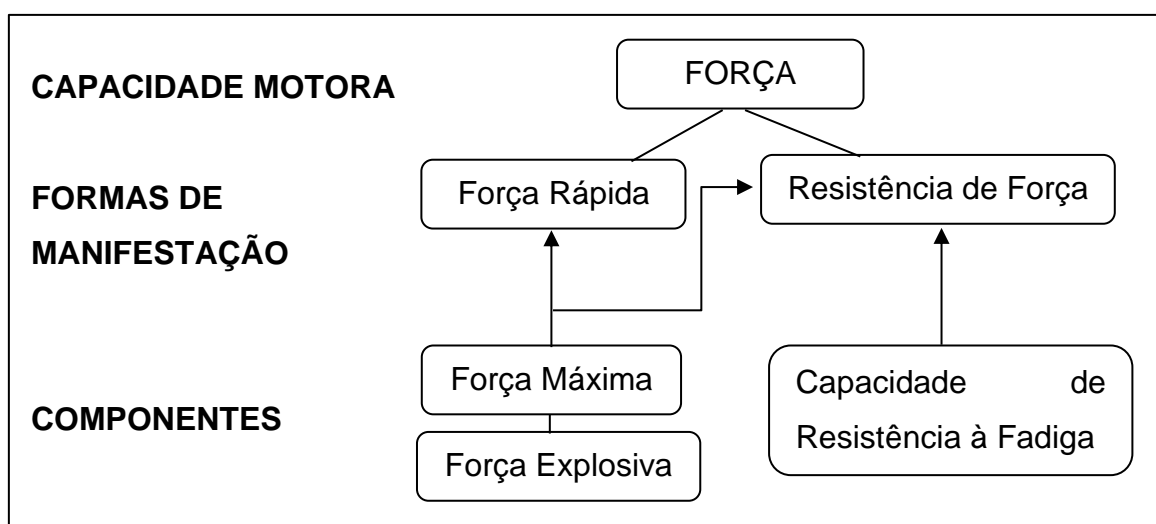 CAPACIDADE MOTORA
FORÇA
FORMAS DE
MANIFESTAÇÃO
Força Rápida
Resistência de Força
COMPONENTES
Força Máxima
Força Explosiva
Capacidade de
Resistência à Fadiga